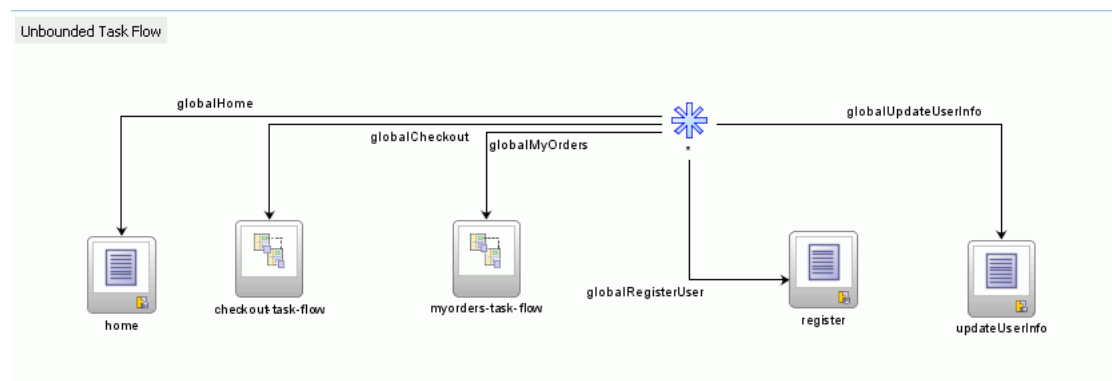 Unbounded Task Flow
globalHome
globalUpdateUserInfo
globalCheckout
globalMyOrders
*
globalRegisterUser
checkout-task-flow
myorders-task-flow
home
register
updateUserInfo